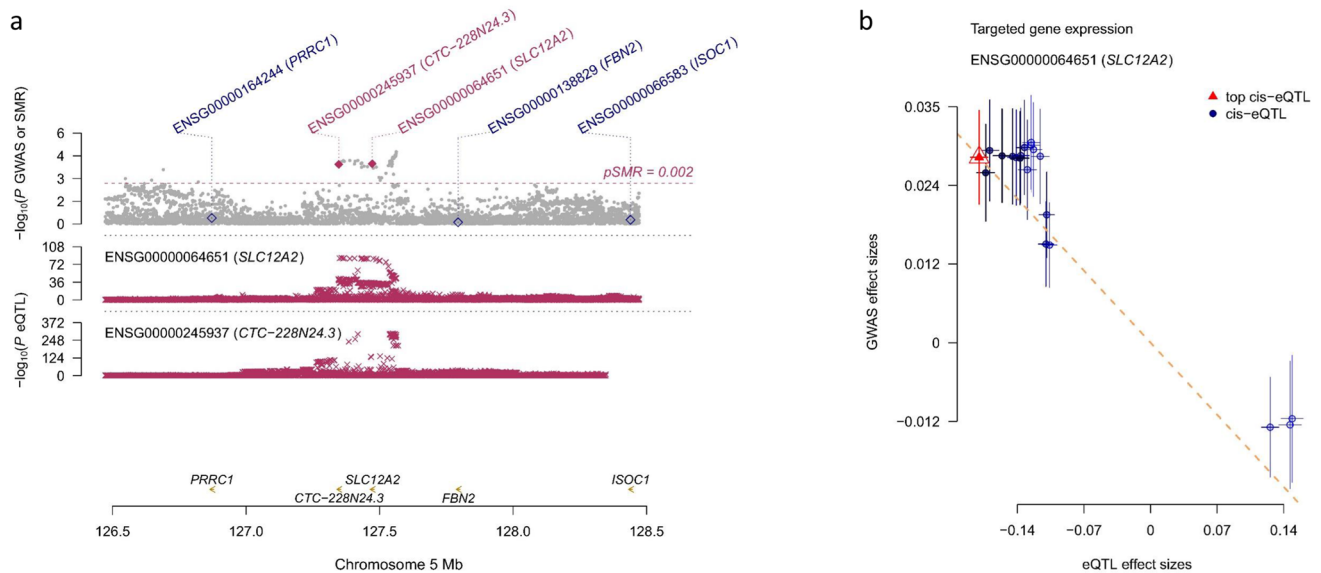 a
ENSG00000164244 (PRRC1)
ENSG00000245937 (CTC−228N24.3)
ENSG00000064651 (SLC12A2)
ENSG00000138829 (FBN2)
ENSG00000066583 (ISOC1)
−log10(P GWAS or SMR)
6
4
3
2
0
pSMR = 0.002
−log10(P eQTL)
108
72
36
0
ENSG00000064651 (SLC12A2)
372
248
124
0
ENSG00000245937 (CTC−228N24.3)
PRRC1
SLC12A2
ISOC1
CTC−228N24.3
FBN2
126.5 127.0 127.5 128.0 128.5
Chromosome 5 Mb
b
Targeted gene expression
ENSG00000064651 (SLC12A2)
top cis−eQTL
cis−eQTL
GWAS effect sizes
0.035
0.024
0.012
0
−0.012
−0.14 −0.07 0 0.07 0.14
eQTL effect sizes